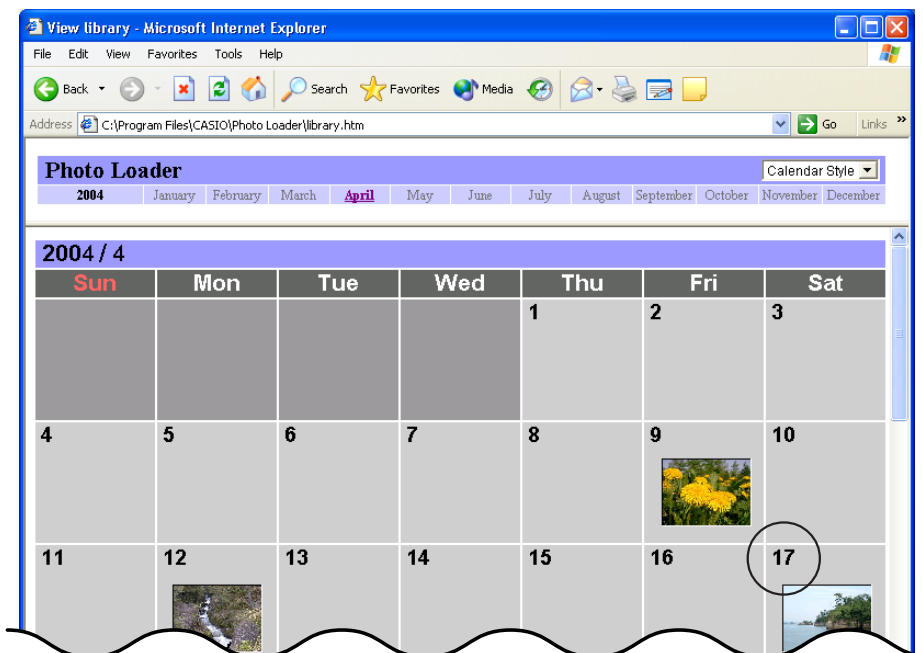 View library - Microsoft Internet Explorer
File Edit View Favorites Tools Help
Back Search Favorites Media
Address C:\Program Files\CASIO\Photo Loader\library.htm Go Links »
Photo Loader Calendar Style
2004 January February March April May June July August September October November December
2004 / 4
Sun Mon Tue Wed Thu Fri Sat
1 2 3
4 5 6 7 8 9 10
11 12 13 14 15 16 17